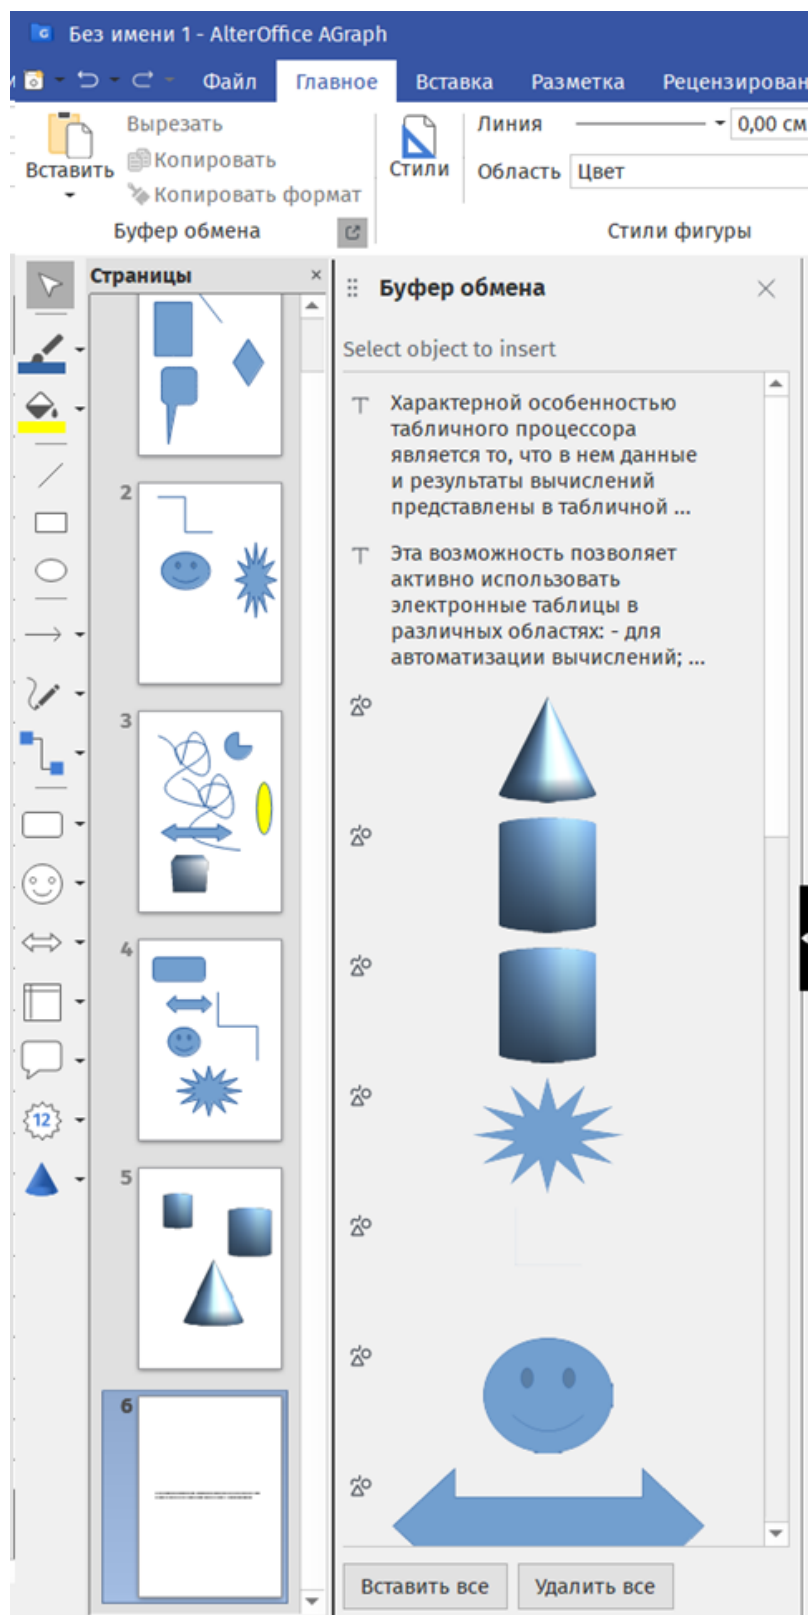 Без имени 1 - AlterOffice AGraph
Файл Главное Вставка Разметка Рецензирован
Вставить
Вырезать
Копировать
Копировать формат
Буфер обмена
Стили
Линия 0,00 см
Область Цвет
Стили фигуры
Страницы
2
3
4
5
6
12
Буфер обмена
Select object to insert
Характерной особенностью
табличного процессора
является то, что в нем данные
и результаты вычислений
представлены в табличной ...
Эта возможность позволяет
активно использовать
электронные таблицы в
различных областях: - для
автоматизации вычислений; ...
Вставить все Удалить все